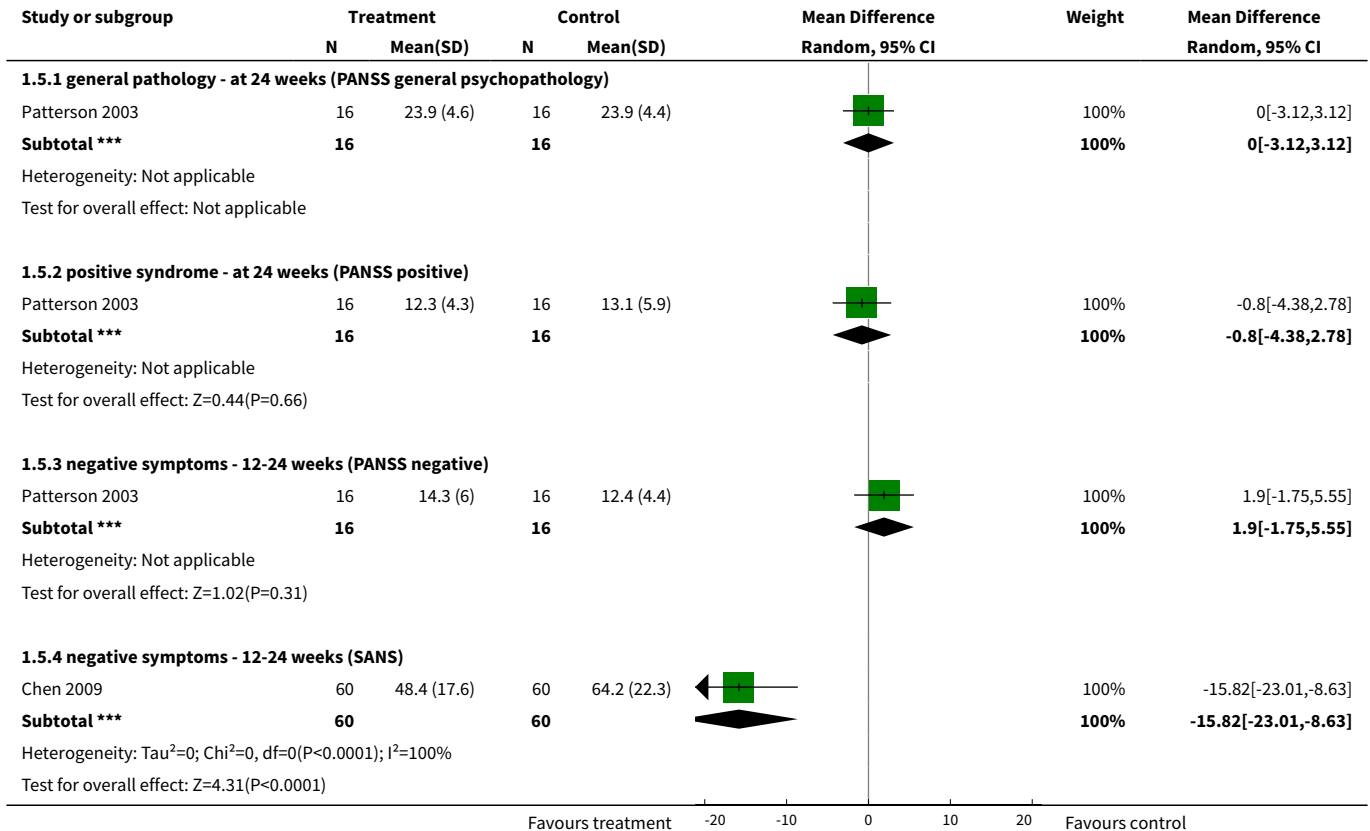 Study or subgroup Treatment Control Mean Difference Weight Mean Difference
N Mean(SD) N Mean(SD) Random, 95% CI Random, 95% CI
1.5.1 general pathology - at 24 weeks (PANSS general psychopathology)
Patterson 2003 16 23.9 (4.6) 16 23.9 (4.4) 100% 0[-3.12,3.12]
Subtotal *** 16 16 100% 0[-3.12,3.12]
Heterogeneity: Not applicable
Test for overall effect: Not applicable
1.5.2 positive syndrome - at 24 weeks (PANSS positive)
Patterson 2003 16 12.3 (4.3) 16 13.1 (5.9) 100% -0.8[-4.38,2.78]
Subtotal *** 16 16 100% -0.8[-4.38,2.78]
Heterogeneity: Not applicable
Test for overall effect: Z=0.44(P=0.66)
1.5.3 negative symptoms - 12-24 weeks (PANSS negative)
Patterson 2003 16 14.3 (6) 16 12.4 (4.4) 100% 1.9[-1.75,5.55]
Subtotal *** 16 16 100% 1.9[-1.75,5.55]
Heterogeneity: Not applicable
Test for overall effect: Z=1.02(P=0.31)
1.5.4 negative symptoms - 12-24 weeks (SANS)
Chen 2009 60 48.4 (17.6) 60 64.2 (22.3) 100% -15.82[-23.01,-8.63]
Subtotal *** 60 60 100% -15.82[-23.01,-8.63]
Heterogeneity: Tau²=0; Chi²=0, df=0(P<0.0001); I²=100%
Test for overall effect: Z=4.31(P<0.0001)
Favours treatment -20 -10 0 10 20 Favours control